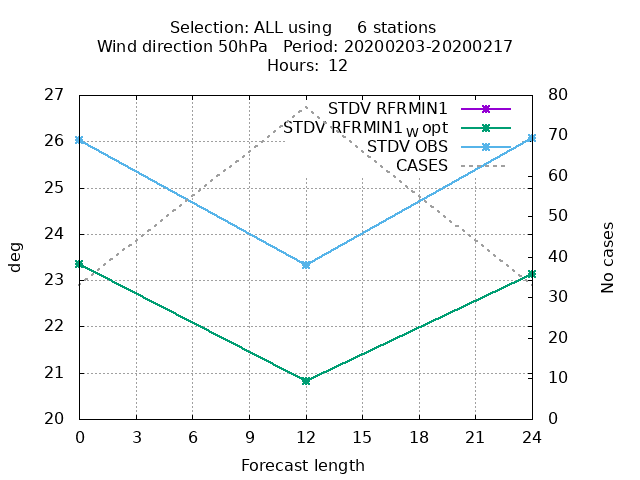 Selection: ALL using     6 stations
Wind direction 50hPa   Period: 20200203-20200217
Hours: 12
27
26
25
24
23
22
21
20
80
70
60
50
40
30
20
10
0
deg
No cases
STDV RFRMIN1
STDV RFRMIN1wopt
STDV OBS
CASES
0 3 6 9 12 15 18 21 24
Forecast length